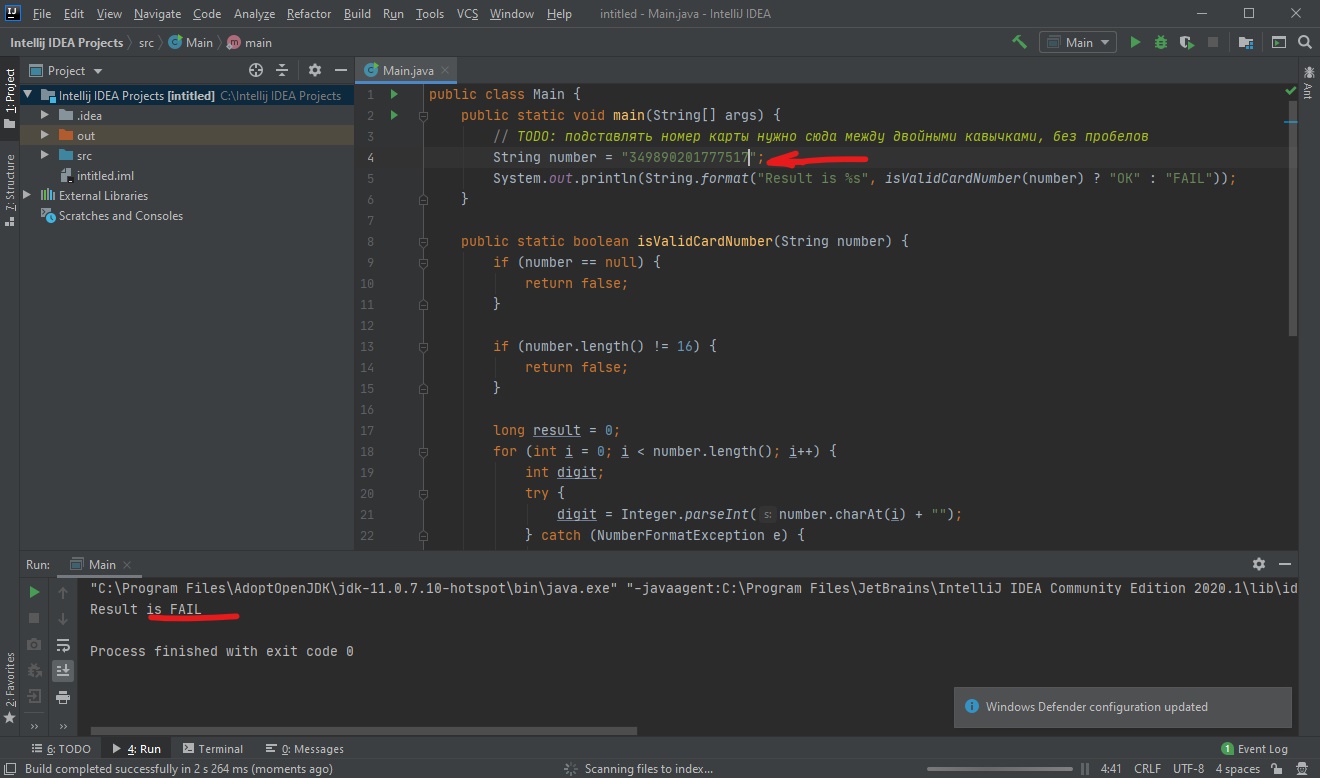 File Edit View Navigate Code Analyze Refactor Build Run Tools VCS Window Help intitled - Main.java - IntelliJ IDEA
Intellij IDEA Projects src Main main
Main
1: Project
7: Structure
2: Favorites
Project
Intellij IDEA Projects [intitled] C:\Intellij IDEA Projects
.idea
out
src
intitled.iml
External Libraries
Scratches and Consoles
Main.java
Ant
1 public class Main {
2 public static void main(String[] args) {
3 // TODO: подставлять номер карты нужно сюда между двойными кавычками, без пробелов
4 String number = "349890201777517";
5 System.out.println(String.format("Result is %s", isValidCardNumber(number) ? "OK" : "FAIL"));
6 }
7
8 public static boolean isValidCardNumber(String number) {
9 if (number == null) {
10 return false;
11 }
12
13 if (number.length() != 16) {
14 return false;
15 }
16
17 long result = 0;
18 for (int i = 0; i < number.length(); i++) {
19 int digit;
20 try {
21 digit = Integer.parseInt( s: number.charAt(i) + "");
22 } catch (NumberFormatException e) {
Run: Main
"C:\Program Files\AdoptOpenJDK\jdk-11.0.7.10-hotspot\bin\java.exe" "-javaagent:C:\Program Files\JetBrains\IntelliJ IDEA Community Edition 2020.1\lib\id
Result is FAIL
Process finished with exit code 0
Windows Defender configuration updated
6: TODO 4: Run Terminal 0: Messages 1 Event Log
Build completed successfully in 2 s 264 ms (moments ago) Scanning files to index... 4:41 CRLF UTF-8 4 spaces